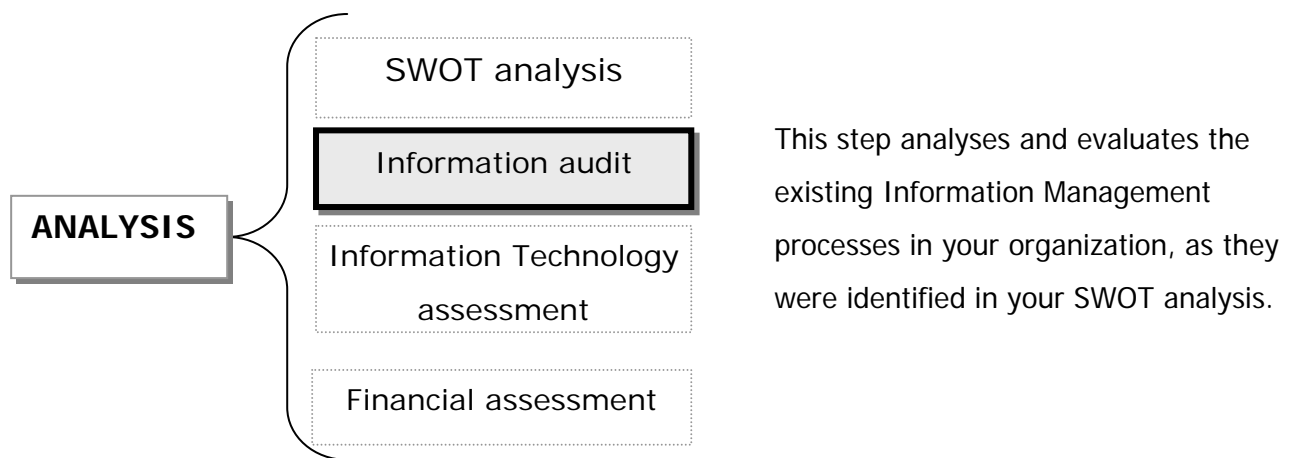 ANALYSIS
SWOT analysis
Information audit
Information Technology
assessment
Financial assessment
This step analyses and evaluates the
existing Information Management
processes in your organization, as they
were identified in your SWOT analysis.